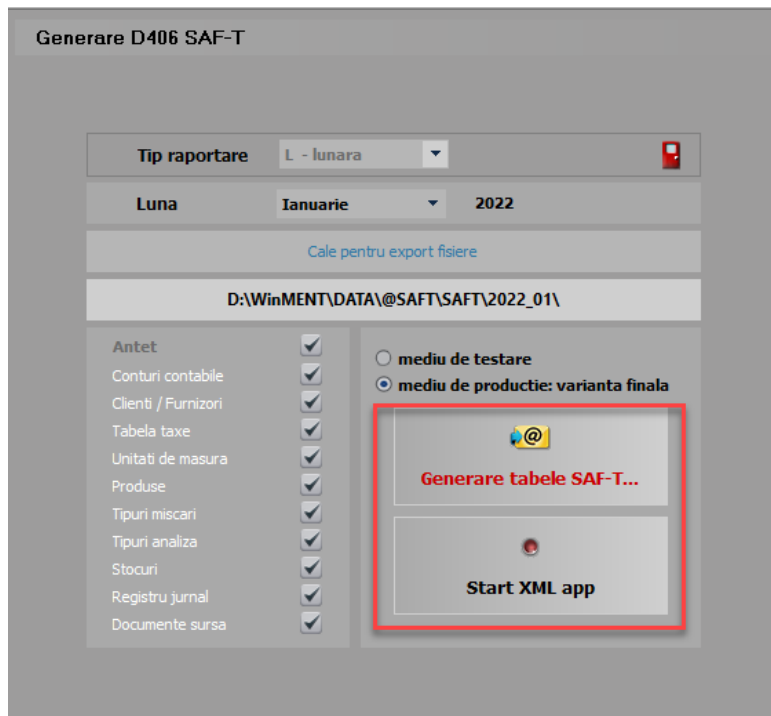 Generare D406 SAF-T
Tip raportare L - lunara
Luna Ianuarie 2022
Cale pentru export fisiere
D:\WinMENT\DATA\@SAFT\SAFT\2022_01\
Antet
Conturi contabile
Clienti / Furnizori
Tabela taxe
Unitati de masura
Produse
Tipuri miscari
Tipuri analiza
Stocuri
Registru jurnal
Documente sursa
mediu de testare
mediu de productie: varianta finala
@
Generare tabele SAF-T...
Start XML app